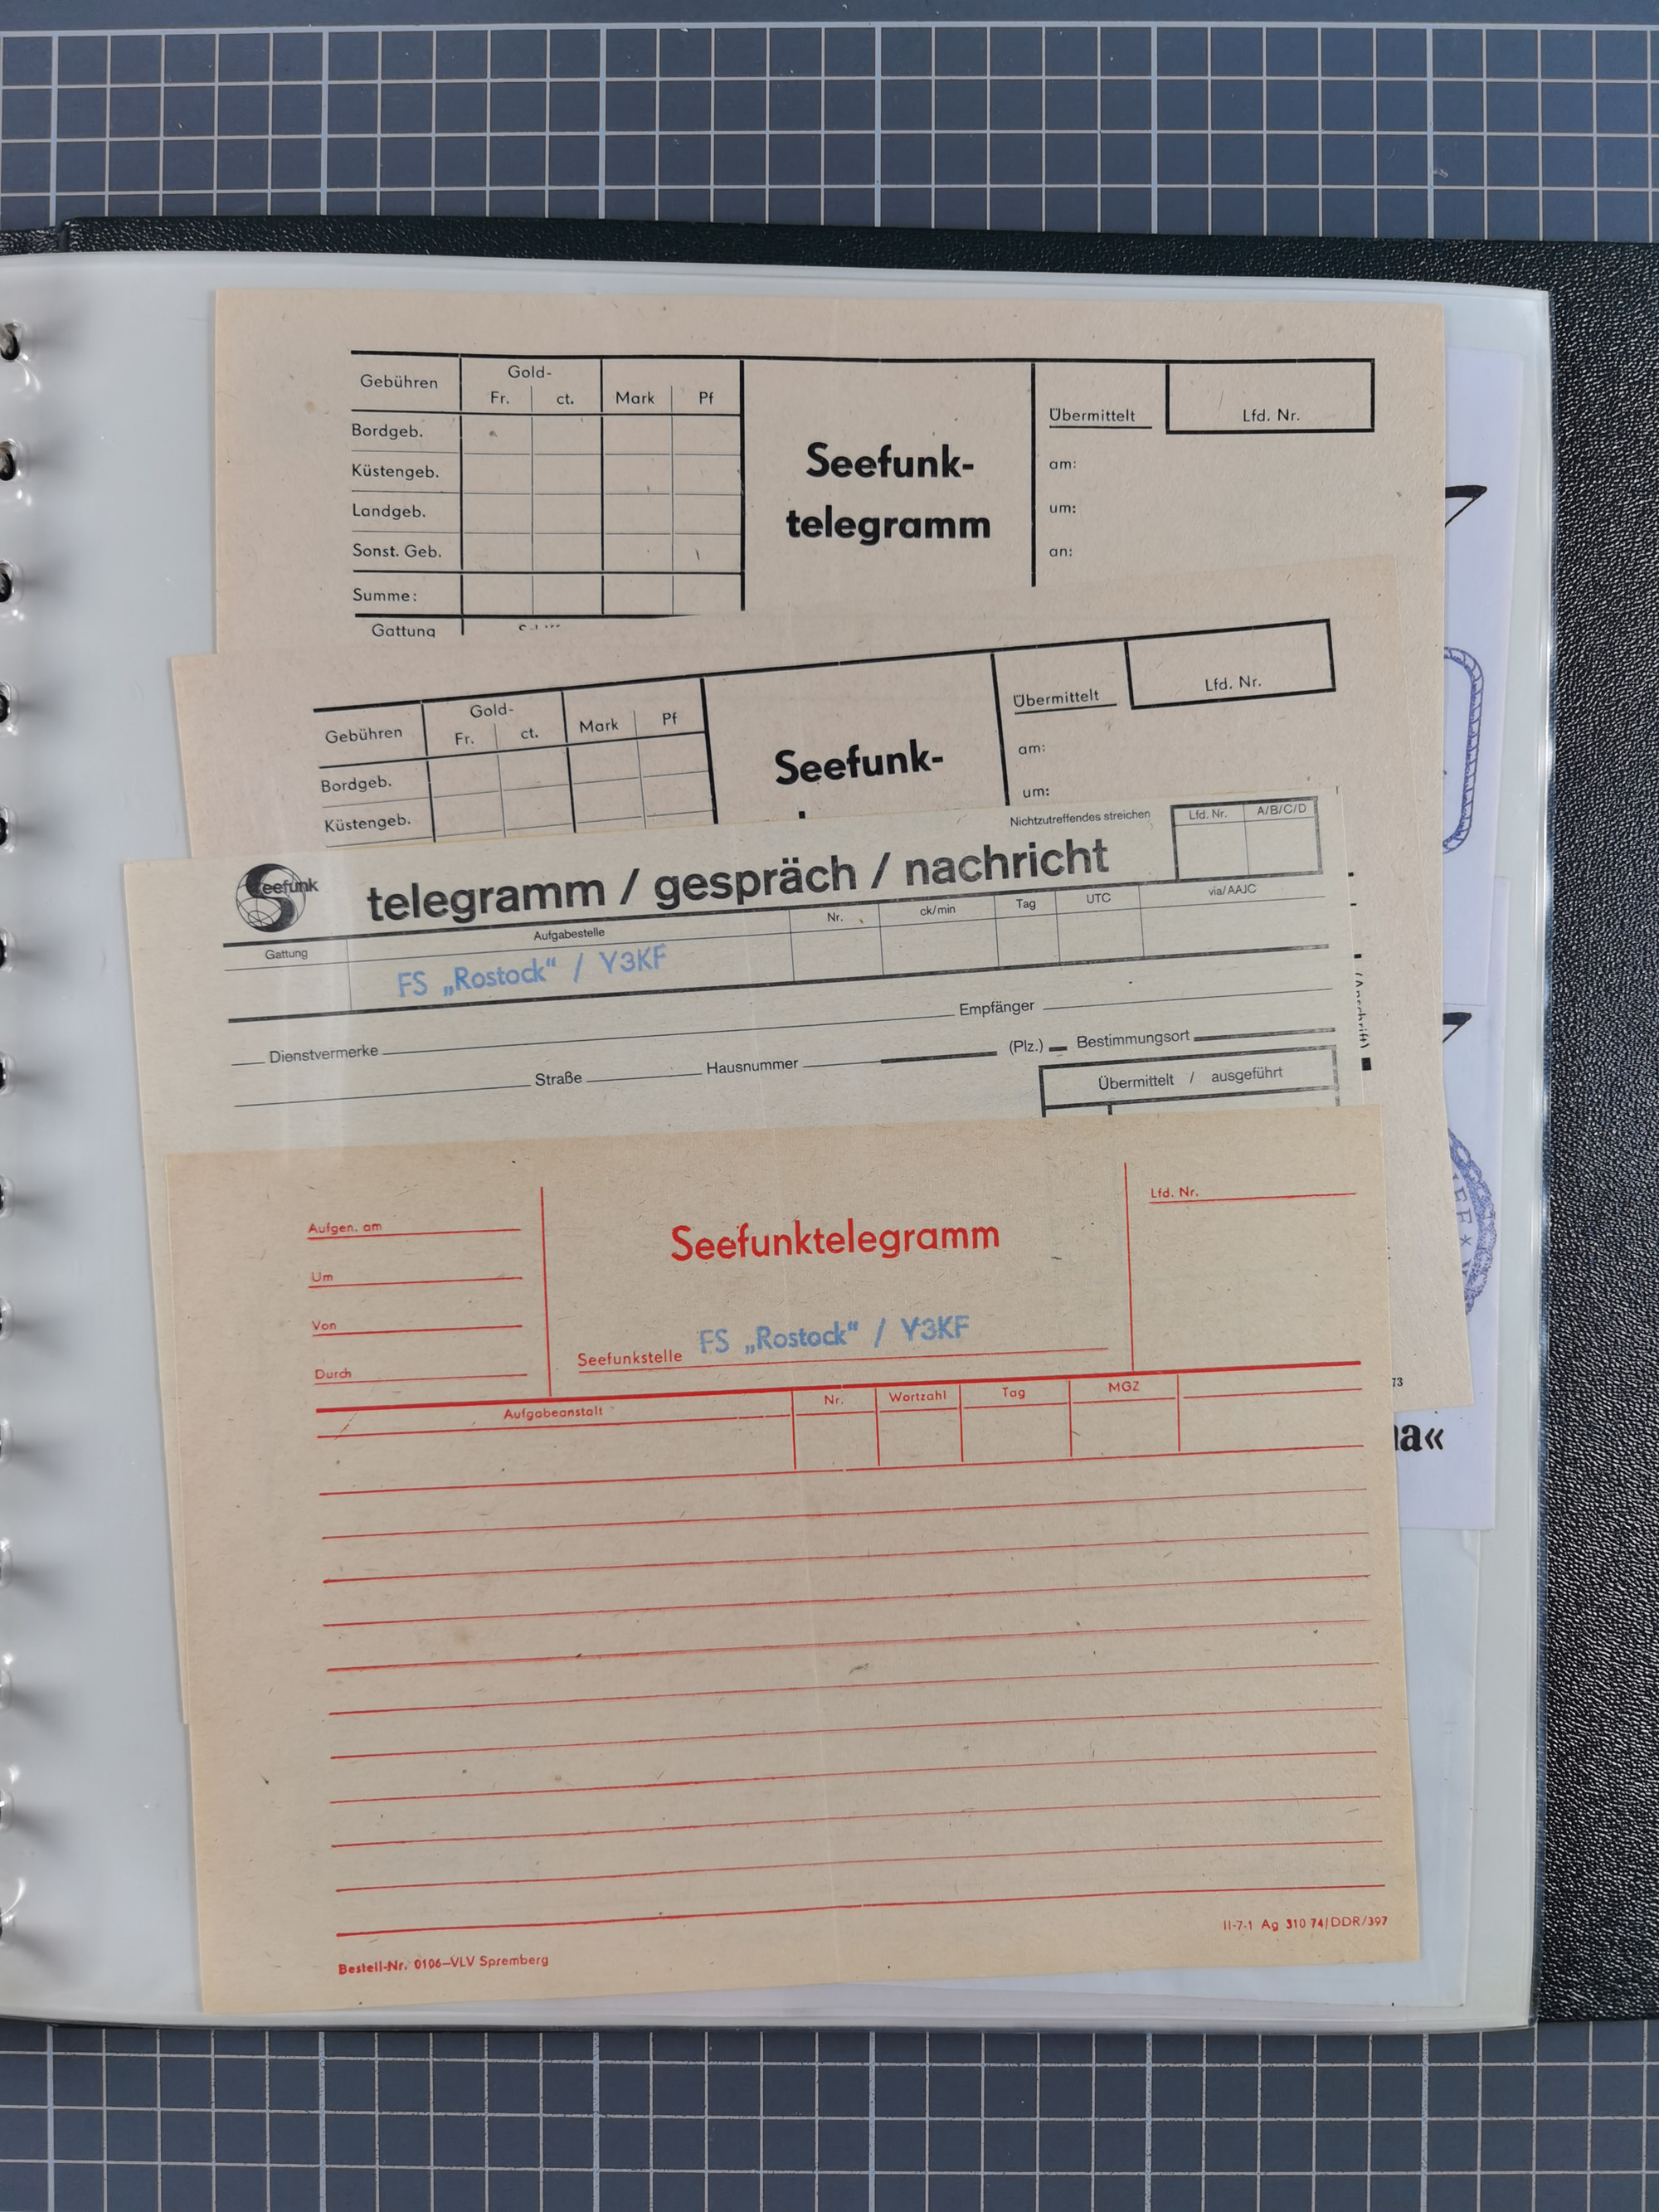 Gebühren Gold- Fr. ct. Mark Pf
Bordgeb.
Küstengeb.
Landgeb.
Sonst. Geb.
Summe:
Gattung
Seefunk-
telegramm
Übermittelt
Lfd. Nr.
am:
um:
an:
Gebühren Gold- Fr. ct. Mark Pf
Bordgeb.
Küstengeb.
Seefunk-
Übermittelt
Lfd. Nr.
am:
um:
Nichtzutreffendes streichen
Lfd. Nr. A/B/C/D
Seefunk telegramm / gespräch / nachricht
Gattung Aufgabestelle Nr. ck/min Tag UTC via/AAJC
FS „Rostock“ / Y3KF
Dienstvermerke Empfänger
Straße Hausnummer (Plz.) Bestimmungsort
Übermittelt / ausgeführt
Aufgen. am
Um
Von
Durch
Seefunktelegramm
Seefunkstelle FS „Rostock“ / Y3KF
Lfd. Nr.
Aufgabeanstalt Nr. Wortzahl Tag MGZ
II-7-1 Ag 310 74/DDR/397
Bestell-Nr. 0106—VLV Spremberg
73
a«